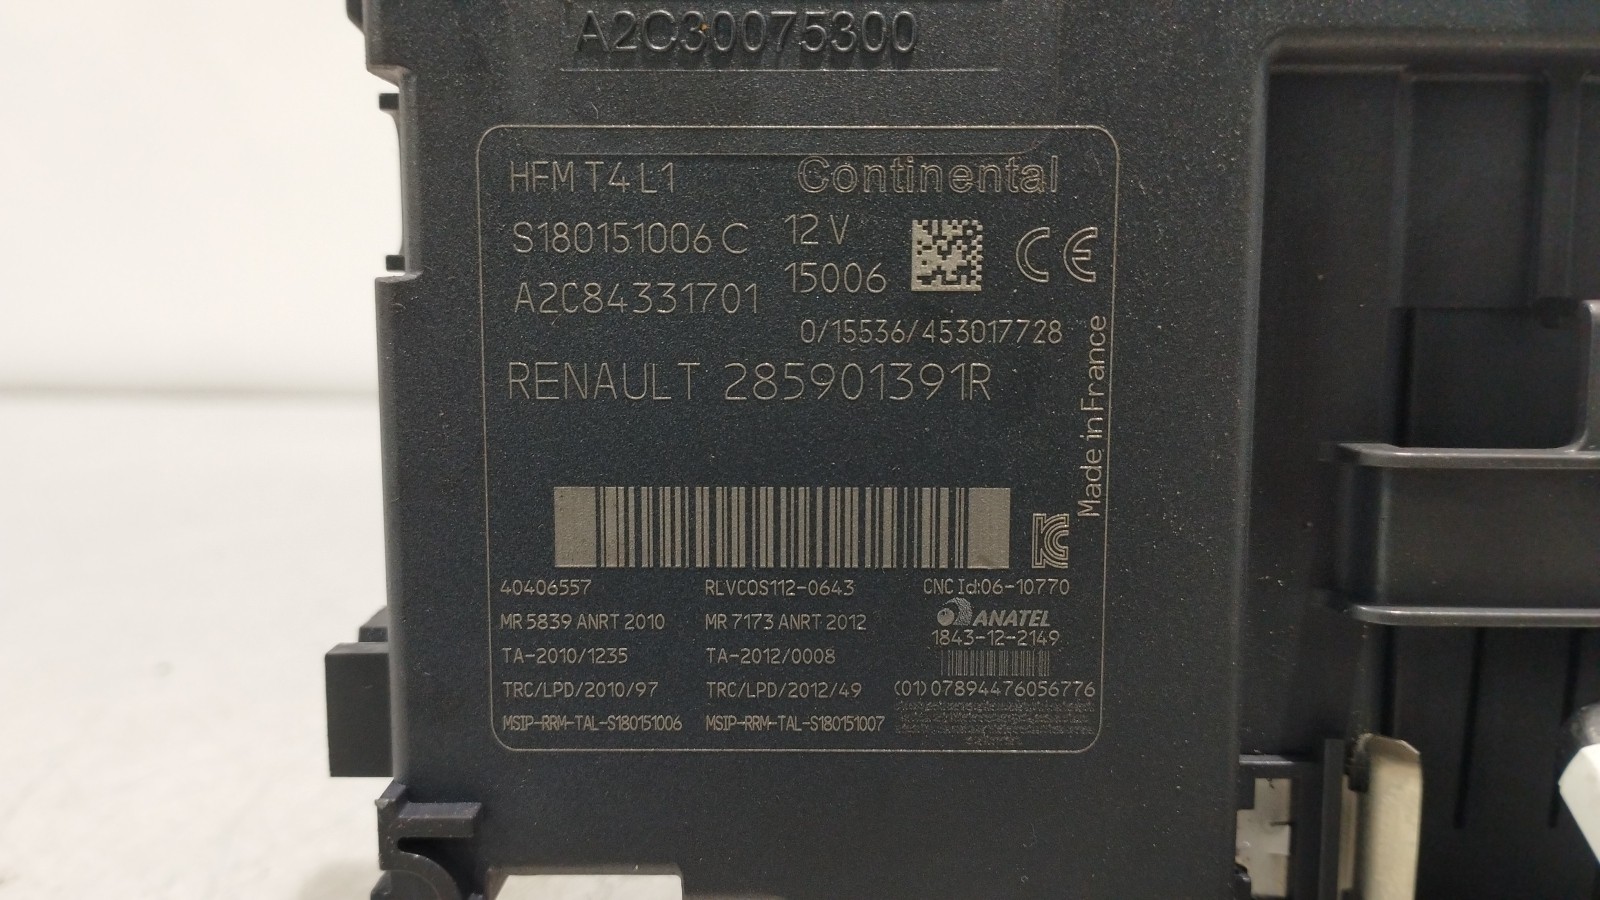 A2C30075300
HFM T4 L1 Continental
S180151006 C 12 V
15006
A2C84331701
0/15536/453017728
RENAULT 285901391R
Made in France
40406557 RLVCOS112-0643 CNC Id:06-10770
MR 5839 ANRT 2010 MR 7173 ANRT 2012 ANATEL
1843-12-2149
TA-2010/1235 TA-2012/0008
TRC/LPD/2010/97 TRC/LPD/2012/49 (01)07894476056776
MSIP-RRM-TAL-S180151006 MSIP-RRM-TAL-S180151007